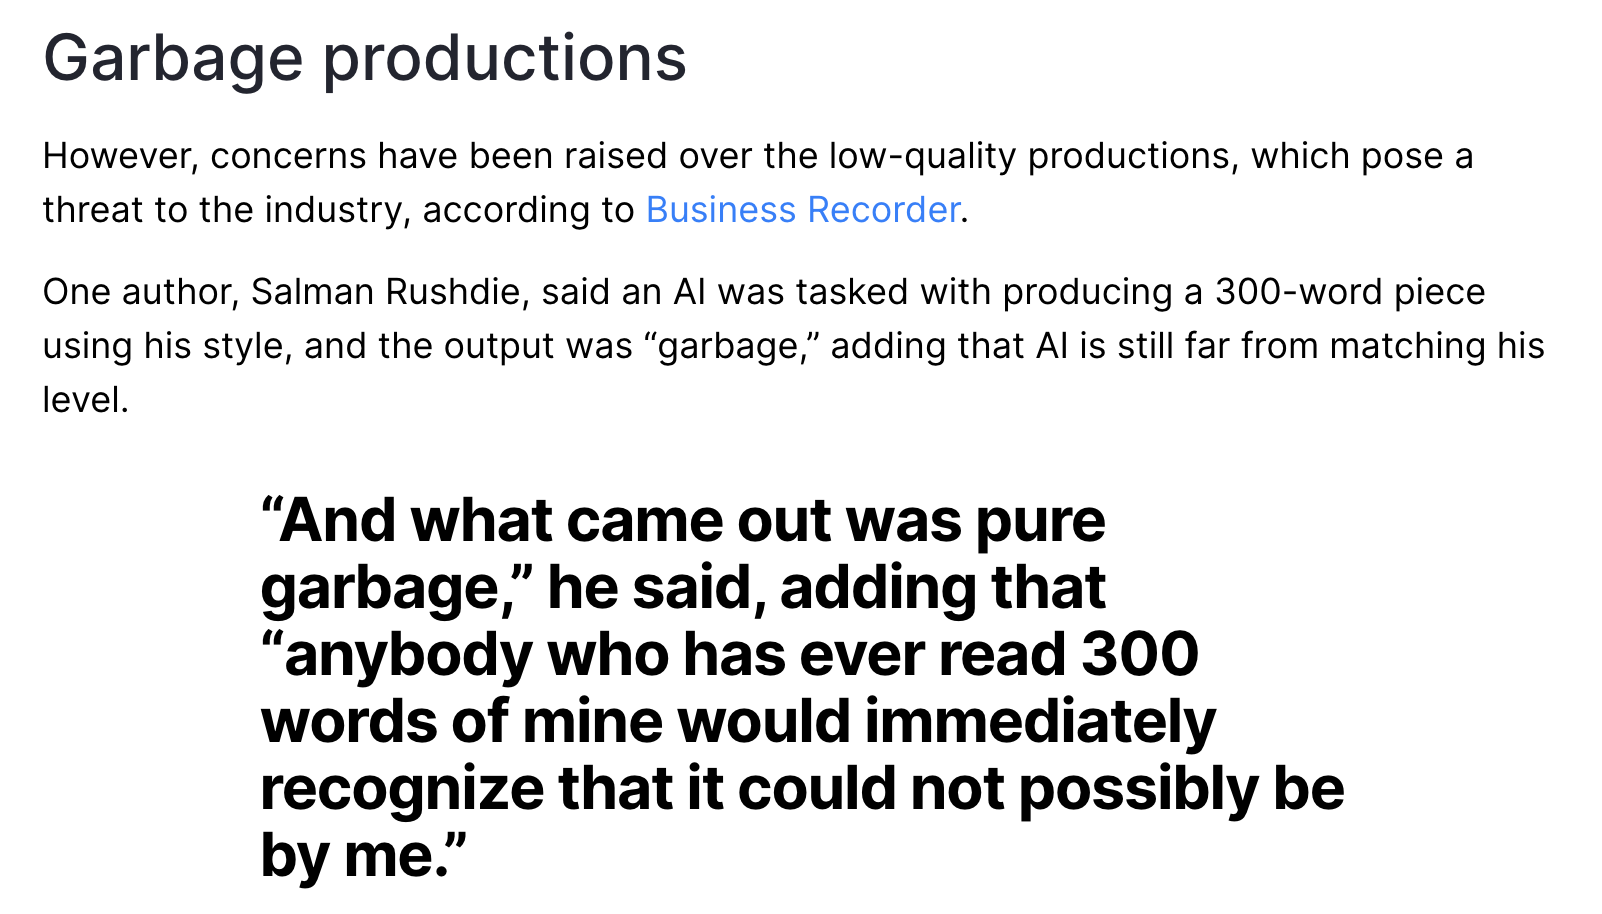 Garbage productions
However, concerns have been raised over the low-quality productions, which pose a
threat to the industry, according to Business Recorder.
One author, Salman Rushdie, said an AI was tasked with producing a 300-word piece
using his style, and the output was “garbage,” adding that AI is still far from matching his
level.
“And what came out was pure
garbage,” he said, adding that
“anybody who has ever read 300
words of mine would immediately
recognize that it could not possibly be
by me.”